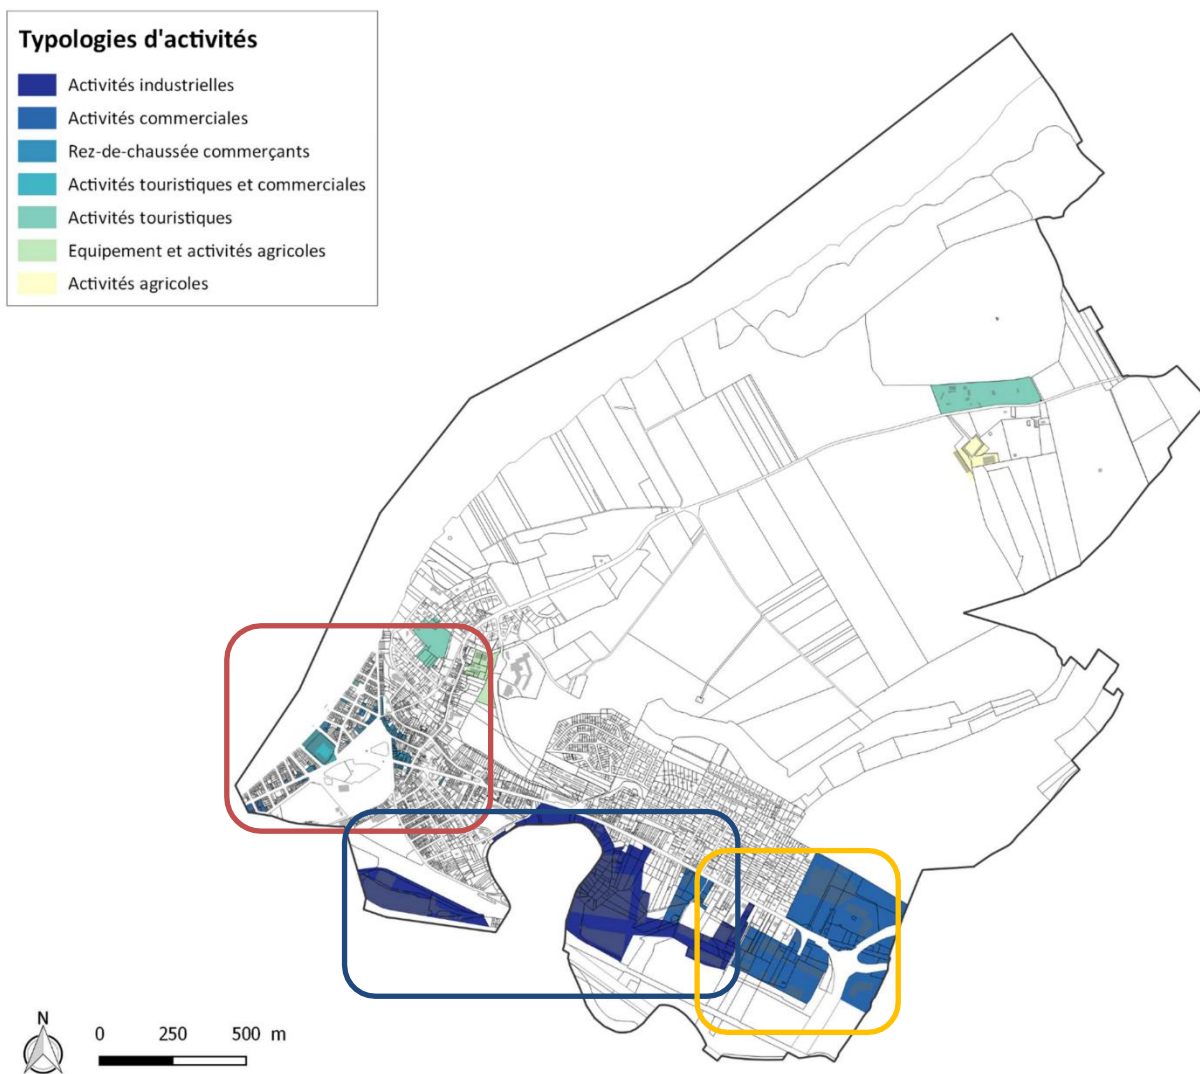 Typologies d'activités
Activités industrielles
Activités commerciales
Rez-de-chaussée commerçants
Activités touristiques et commerciales
Activités touristiques
Equipement et activités agricoles
Activités agricoles
N
0 250 500 m